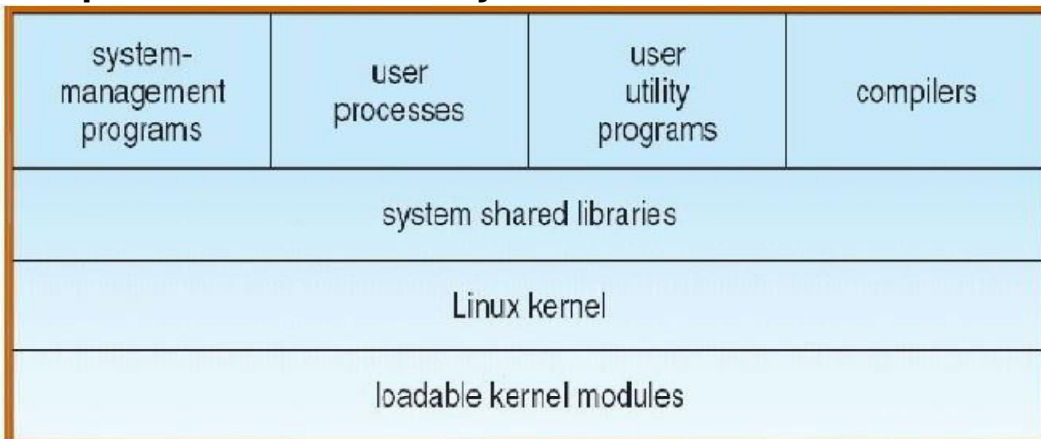 system-
management
programs
user
processes
user
utility
programs
compilers
system shared libraries
Linux kernel
loadable kernel modules